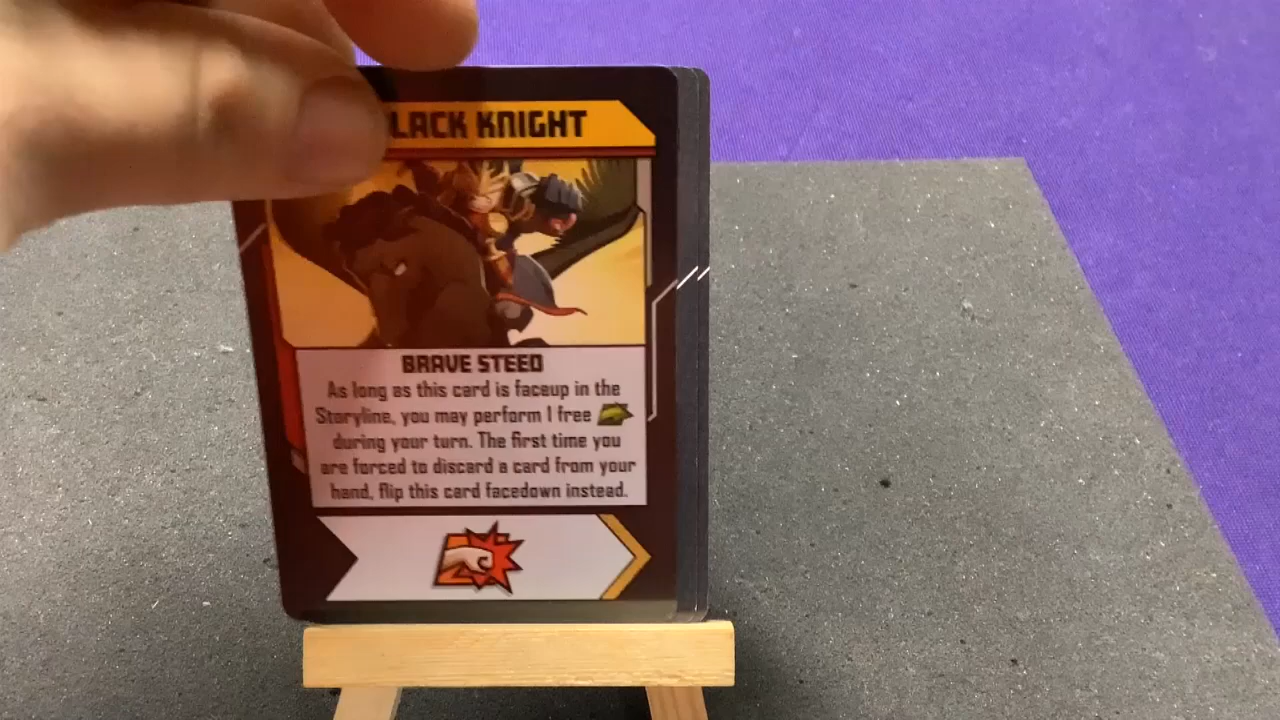 LACK KNIGHT
BRAVE STEED
As long as this card is faceup in the
Storyline, you may perform 1 free
during your turn. The first time you
are forced to discard a card from your
hand, flip this card facedown instead.